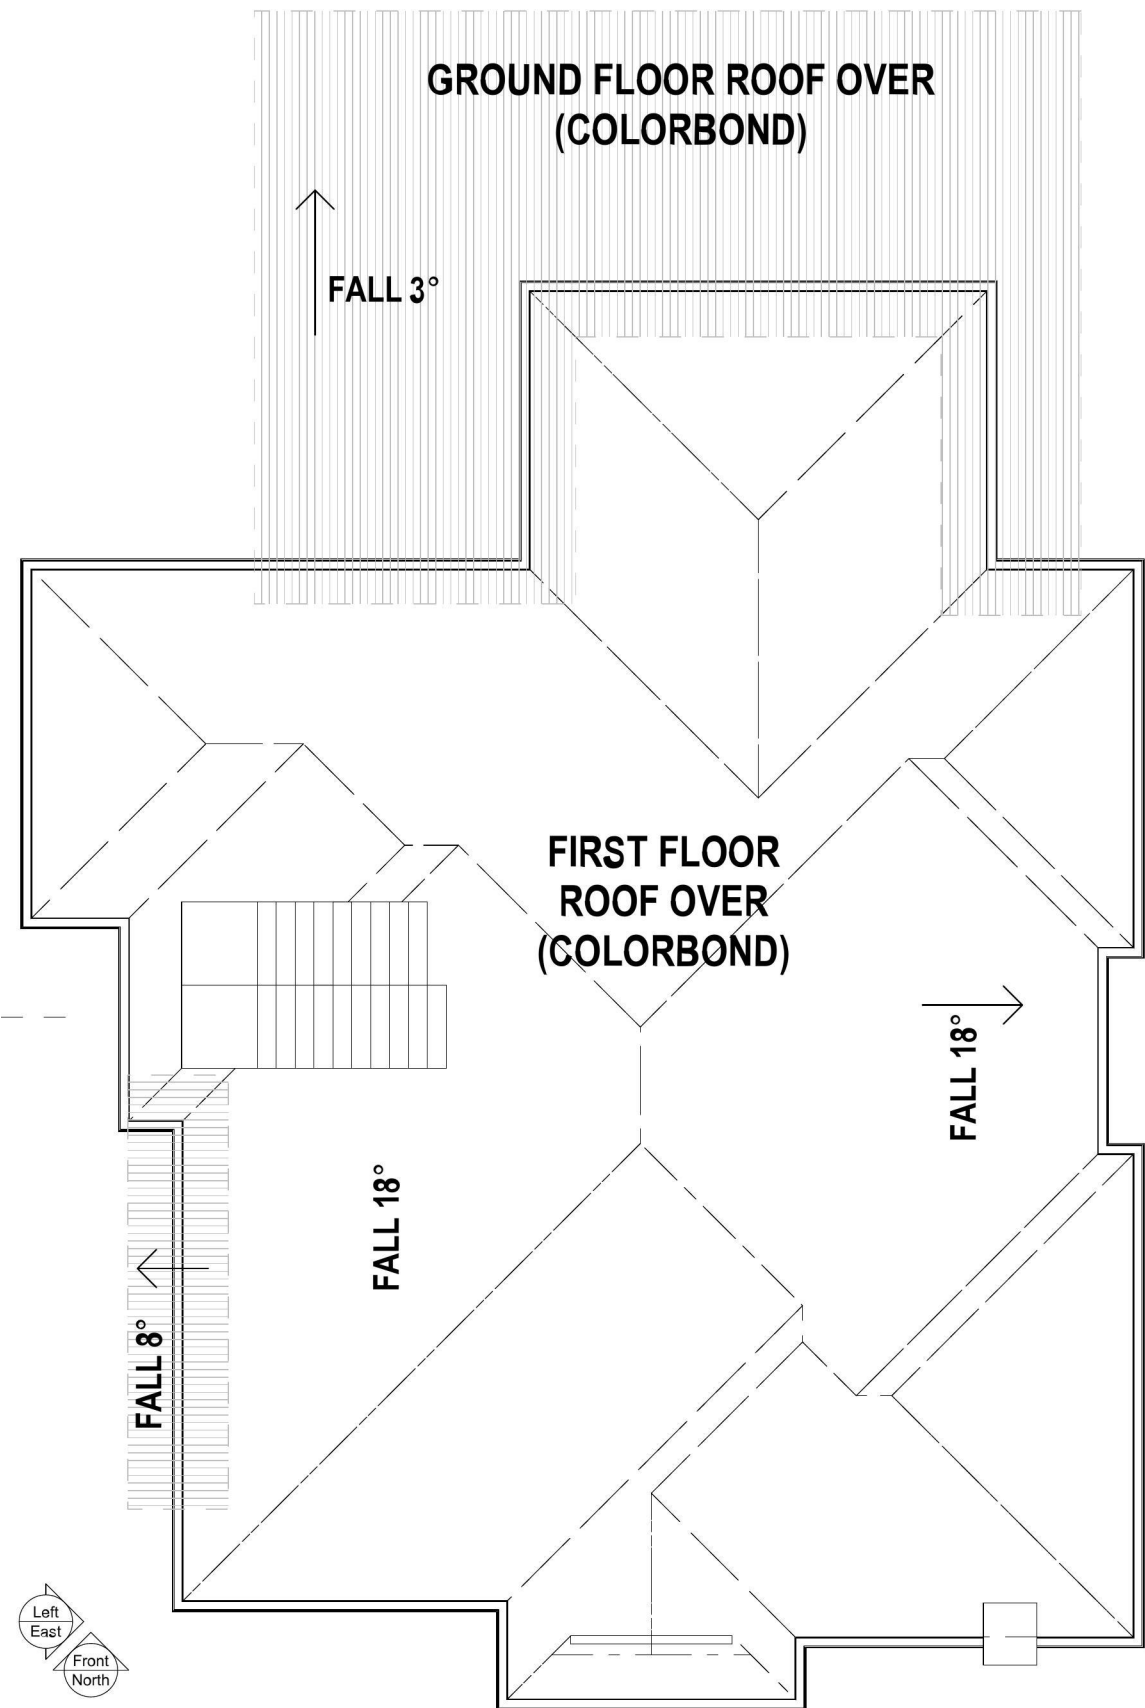 GROUND FLOOR ROOF OVER
(COLORBOND)
FALL 3°
FIRST FLOOR
ROOF OVER
(COLORBOND)
FALL 18°
FALL 18°
FALL 8°
Left
East
Front
North